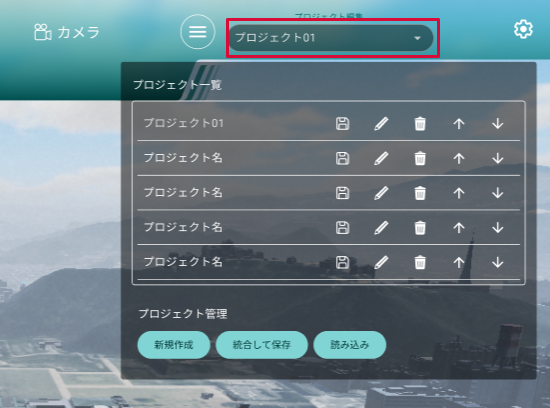 プロジェクト編集
カメラ
プロジェクト01
プロジェクト一覧
プロジェクト01
プロジェクト名
プロジェクト名
プロジェクト名
プロジェクト名
プロジェクト管理
新規作成 統合して保存 読み込み